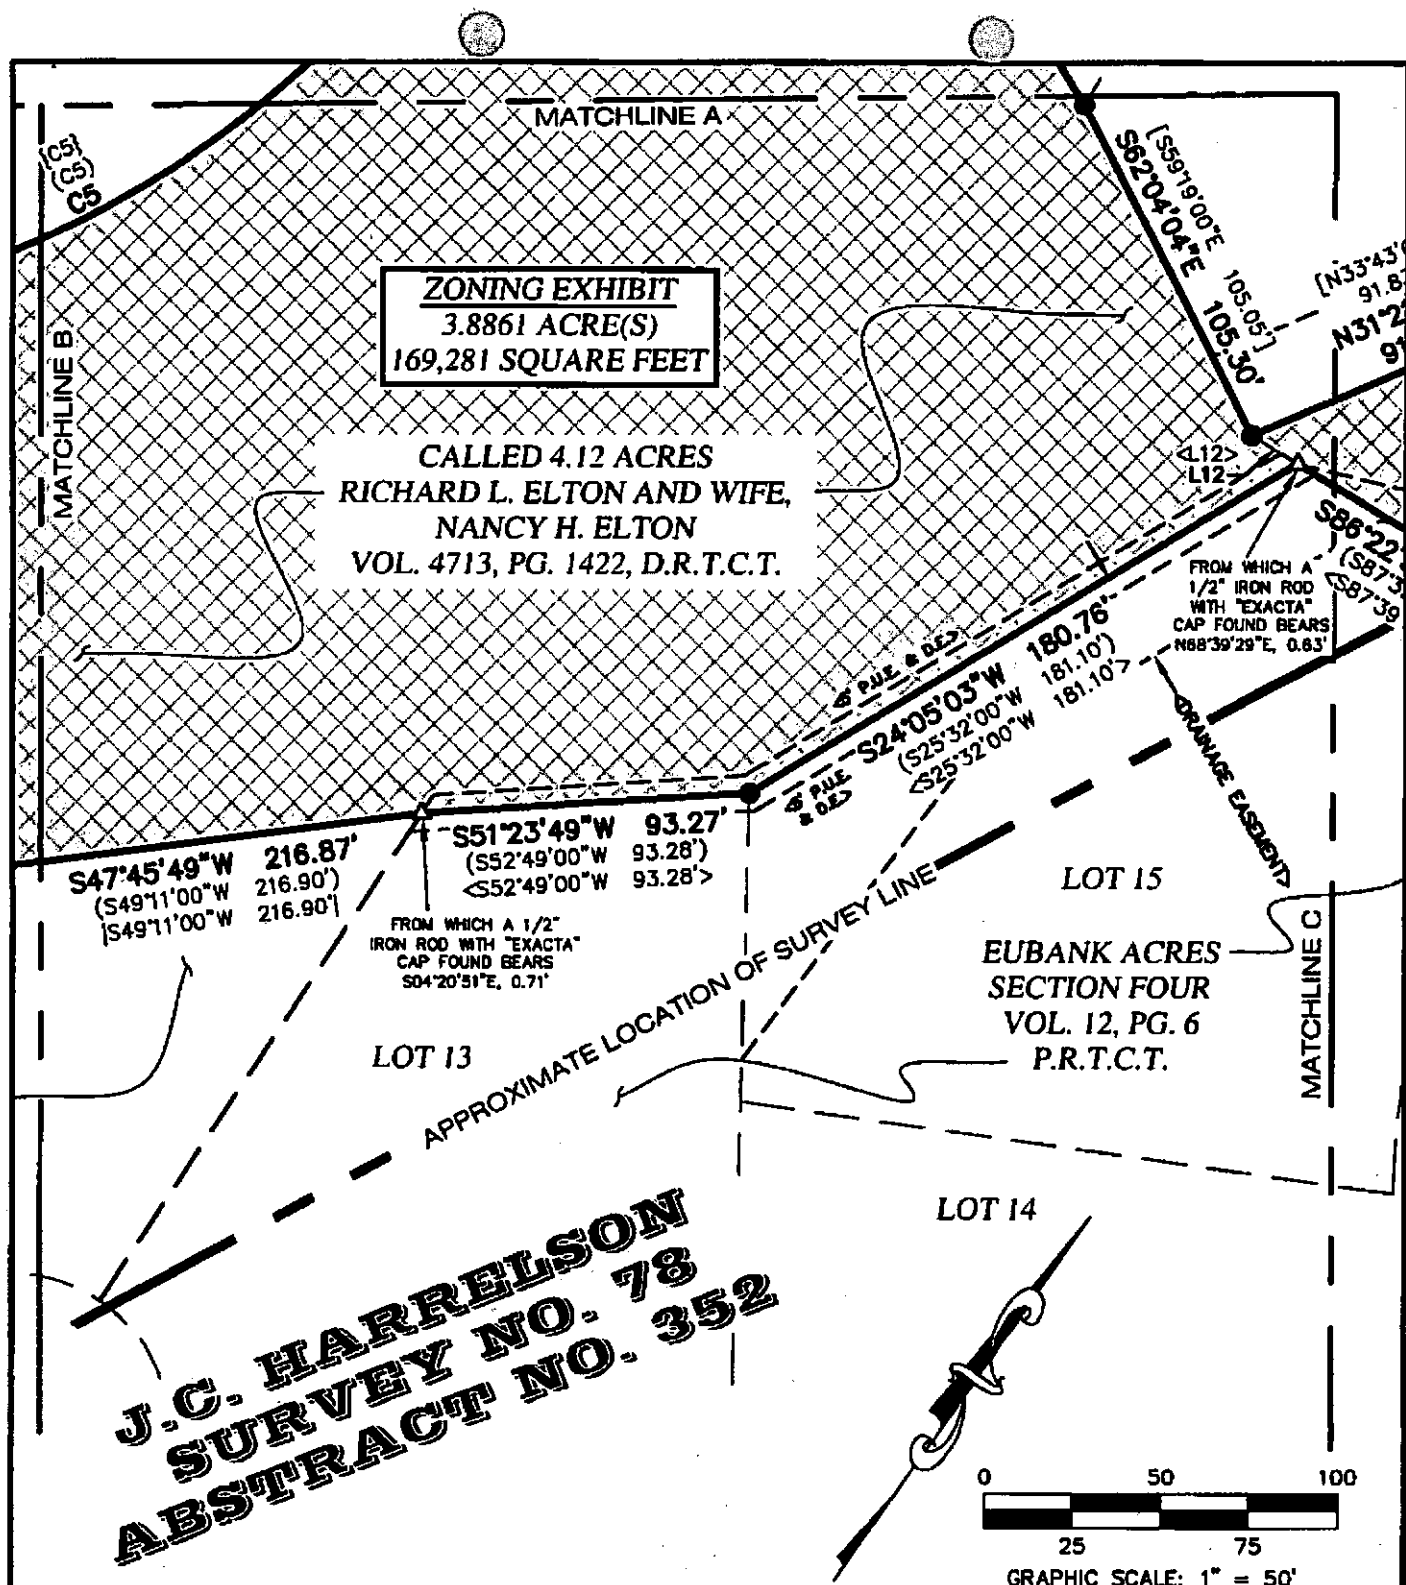 MATCHLINE A
{C5}
(C5)
C5
MATCHLINE B
[S59°19'00"E 105.05']
S62°04'04"E 105.30'
[N33°43'
91.8
N31°2
91
ZONING EXHIBIT
3.8861 ACRE(S)
169,281 SQUARE FEET
CALLED 4.12 ACRES
RICHARD L. ELTON AND WIFE,
NANCY H. ELTON
VOL. 4713, PG. 1422, D.R.T.C.T.
<L12>
L12
S86°22'
(S87°3
<S87°39
FROM WHICH A
1/2" IRON ROD
WITH "EXACTA"
CAP FOUND BEARS
N68°39'29"E, 0.63'
P.U.E. & D.E.>
S24°05'03"W 180.76'
(S25°32'00"W 181.10')
<S25°32'00"W 181.10'>
P.U.E.
& D.E.>
<DRAINAGE EASEMENT>
S47°45'49"W 216.87'
(S49°11'00"W 216.90')
|S49°11'00"W 216.90'|
S51°23'49"W 93.27'
(S52°49'00"W 93.28')
<S52°49'00"W 93.28'>
FROM WHICH A 1/2"
IRON ROD WITH "EXACTA"
CAP FOUND BEARS
S04°20'51"E, 0.71'
APPROXIMATE LOCATION OF SURVEY LINE
LOT 15
LOT 13
EUBANK ACRES
SECTION FOUR
VOL. 12, PG. 6
P.R.T.C.T.
MATCHLINE C
LOT 14
J.C. HARRELSON
SURVEY NO. 78
ABSTRACT NO. 352
0 50 100
25 75
GRAPHIC SCALE: 1" = 50'